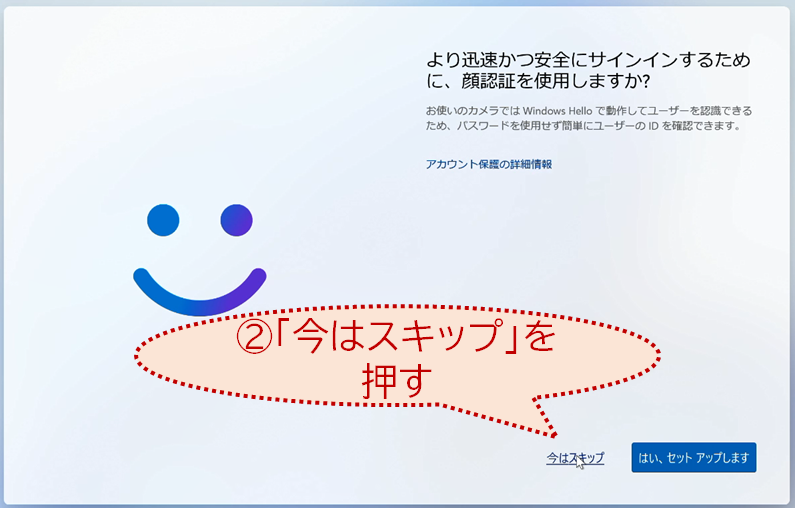 より迅速かつ安全にサインインするため
に、顔認証を使用しますか?
お使いのカメラでは Windows Hello で動作してユーザーを認識できる
ため、パスワードを使用せず簡単にユーザーの ID を確認できます。
アカウント保護の詳細情報
②「今はスキップ」を
押す
今はスキップ
はい、セット アップします